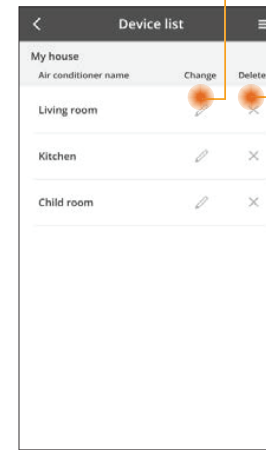 Device list
My house
Air conditioner name Change Delete
Living room
Kitchen
Child room